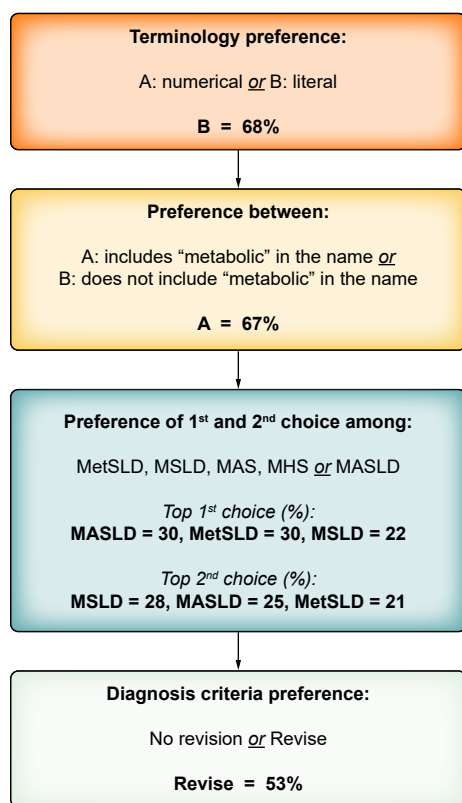 Terminology preference:
A: numerical or B: literal
B = 68%
Preference between:
A: includes “metabolic” in the name or
B: does not include “metabolic” in the name
A = 67%
Preference of 1st and 2nd choice among:
MetSLD, MSLD, MAS, MHS or MASLD
Top 1st choice (%):
MASLD = 30, MetSLD = 30, MSLD = 22
Top 2nd choice (%):
MSLD = 28, MASLD = 25, MetSLD = 21
Diagnosis criteria preference:
No revision or Revise
Revise = 53%